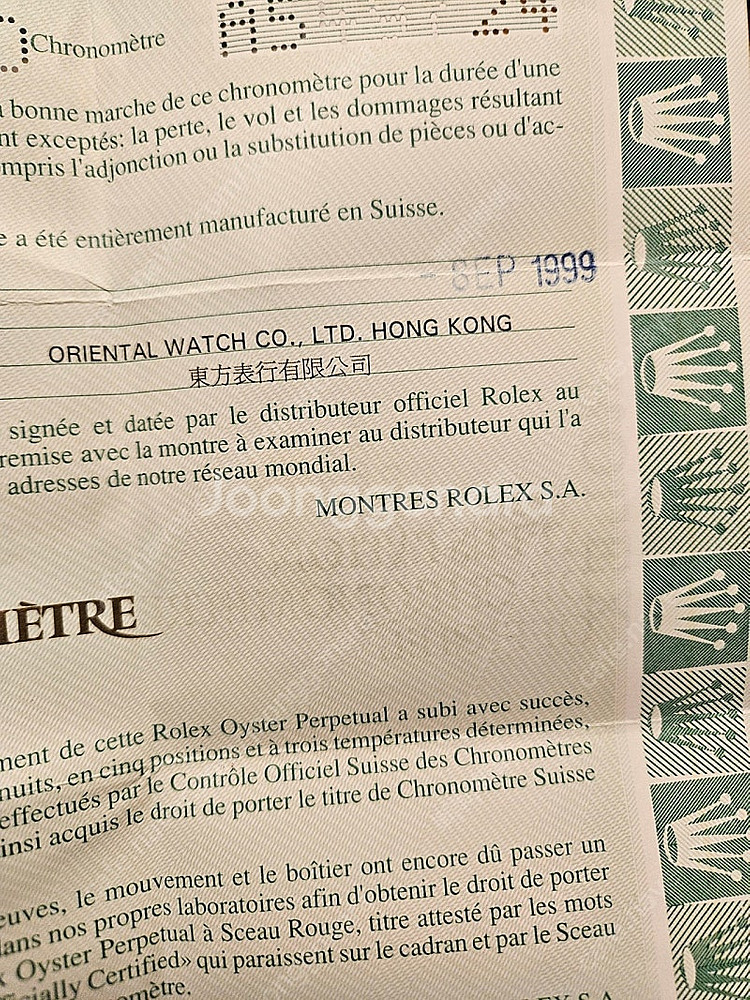 Chronomètre
bonne marche de ce chronomètre pour la durée d'une
nt exceptés: la perte, le vol et les dommages résultant
mpris l'adjonction ou la substitution de pièces ou d'ac-
e a été entièrement manufacturé en Suisse.
- SEP 1999
ORIENTAL WATCH CO., LTD. HONG KONG
東方表行有限公司
signée et datée par le distributeur officiel Rolex au
remise avec la montre à examiner au distributeur qui l'a
adresses de notre réseau mondial.
MONTRES ROLEX S.A.
MÈTRE
ment de cette Rolex Oyster Perpetual a subi avec succès,
nuits, en cinq positions et à trois températures déterminées,
effectués par le Contrôle Officiel Suisse des Chronomètres
insi acquis le droit de porter le titre de Chronomètre Suisse
euves, le mouvement et le boîtier ont encore dû passer un
dans nos propres laboratoires afin d'obtenir le droit de porter
x Oyster Perpetual à Sceau Rouge, titre attesté par les mots
cially Certified» qui paraissent sur le cadran et par le Sceau
omètre.